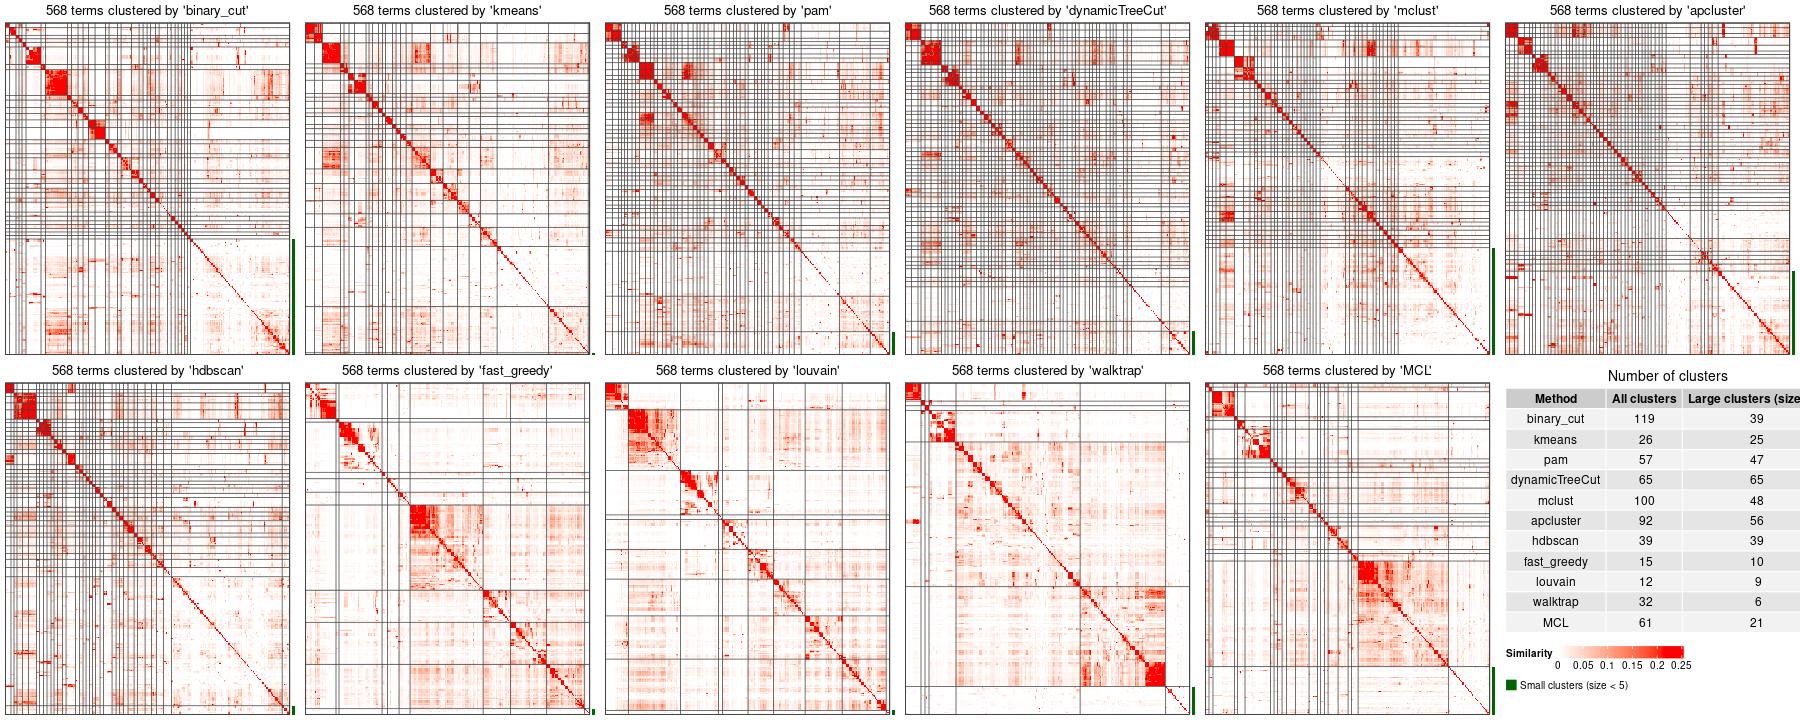 568 terms clustered by 'binary_cut'
568 terms clustered by 'kmeans'
568 terms clustered by 'pam'
568 terms clustered by 'dynamicTreeCut'
568 terms clustered by 'mclust'
568 terms clustered by 'apcluster'
568 terms clustered by 'hdbscan'
568 terms clustered by 'fast_greedy'
568 terms clustered by 'louvain'
568 terms clustered by 'walktrap'
568 terms clustered by 'MCL'
Number of clusters
Method All clusters Large clusters (size
binary_cut 119 39
kmeans 26 25
pam 57 47
dynamicTreeCut 65 65
mclust 100 48
apcluster 92 56
hdbscan 39 39
fast_greedy 15 10
louvain 12 9
walktrap 32 6
MCL 61 21
Similarity
0 0.05 0.1 0.15 0.2 0.25
Small clusters (size < 5)